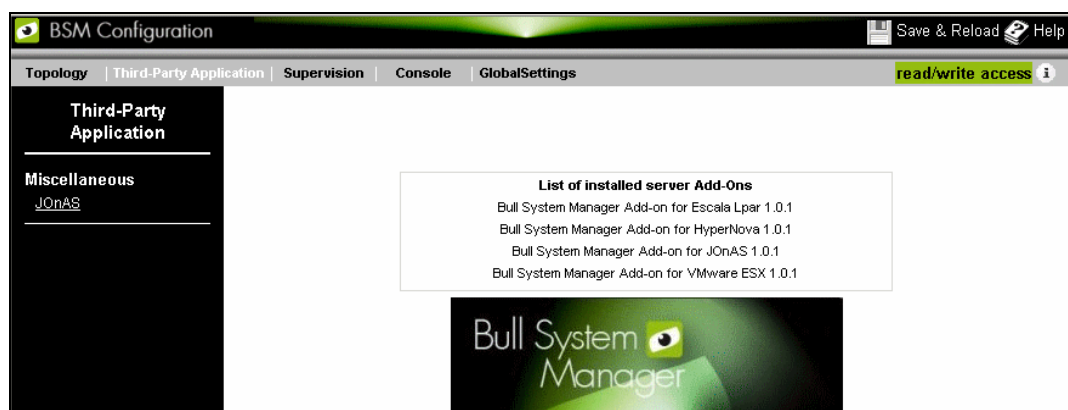 BSM Configuration
Save & Reload Help
Topology | Third-Party Application | Supervision | Console | GlobalSettings
read/write access i
Third-Party
Application
Miscellaneous
JOnAS
List of installed server Add-Ons
Bull System Manager Add-on for Escala Lpar 1.0.1
Bull System Manager Add-on for HyperNova 1.0.1
Bull System Manager Add-on for JOnAS 1.0.1
Bull System Manager Add-on for VMware ESX 1.0.1
Bull System
Manager